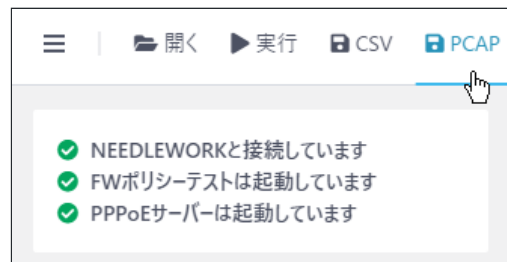 開く 実行 CSV PCAP
NEEDLEWORKと接続しています
FWポリシーテストは起動しています
PPPoEサーバーは起動しています